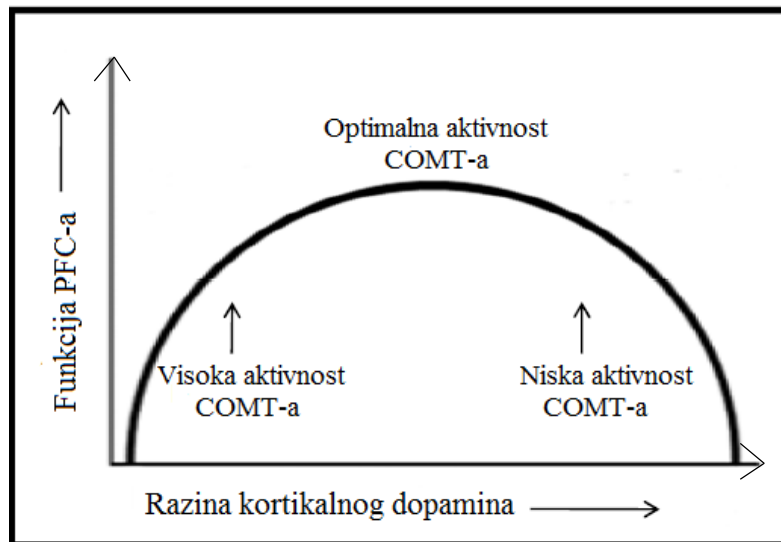 Optimalna aktivnost
COMT-a
Funkcija PFC-a
Visoka aktivnost
COMT-a
Niska aktivnost
COMT-a
Razina kortikalnog dopamina